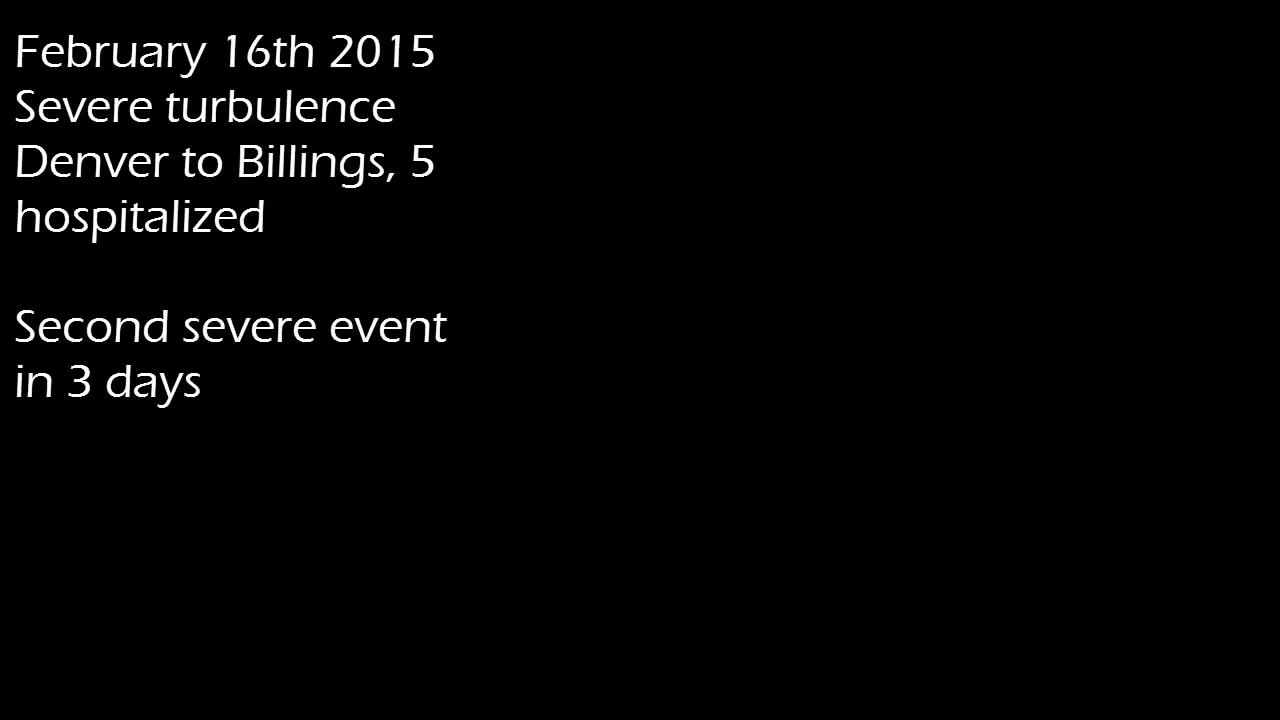 February 16th 2015
Severe turbulence
Denver to Billings, 5
hospitalized
Second severe event
in 3 days